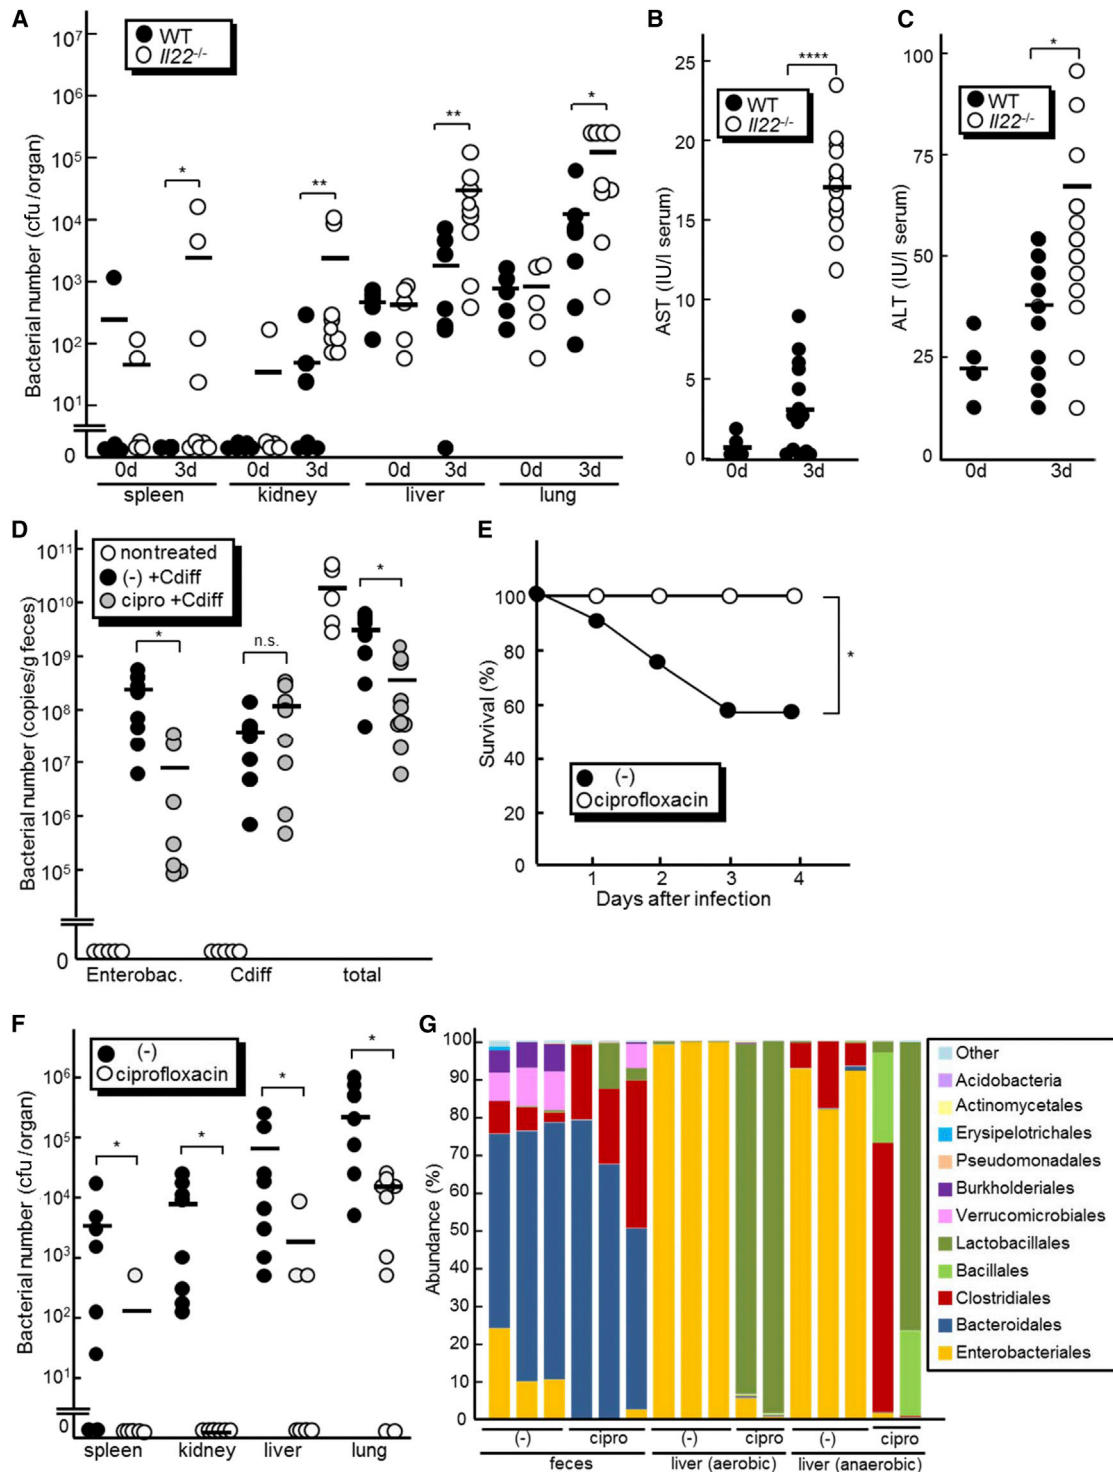 A
10⁷
10⁶
10⁵
10⁴
10³
10²
10¹
0
Bacterial number (cfu/organ)
WT
Il22⁻/⁻
*
**
**
*
0d 3d 0d 3d 0d 3d 0d 3d
spleen kidney liver lung
B
25
20
15
10
5
0
AST (IU/l serum)
WT
Il22⁻/⁻
****
0d 3d
C
100
75
50
25
0
ALT (IU/l serum)
WT
Il22⁻/⁻
*
0d 3d
D
10¹¹
10¹⁰
10⁹
10⁸
10⁷
10⁶
10⁵
0
Bacterial number (copies/g feces)
nontreated
(-) +Cdiff
cipro +Cdiff
*
n.s.
*
Enterobac. Cdiff total
E
100
80
60
40
20
0
Survival (%)
(-)
ciprofloxacin
*
1 2 3 4
Days after infection
F
10⁶
10⁵
10⁴
10³
10²
10¹
0
Bacterial number (cfu/organ)
(-)
ciprofloxacin
*
*
*
*
spleen kidney liver lung
G
100
90
80
70
60
50
40
30
20
10
0
Abundance (%)
(-) cipro (-) cipro (-) cipro
feces liver (aerobic) liver (anaerobic)
Other
Acidobacteria
Actinomycetales
Erysipelotrichales
Pseudomonadales
Burkholderiales
Verrucomicrobiales
Lactobacillales
Bacillales
Clostridiales
Bacteroidales
Enterobacteriales